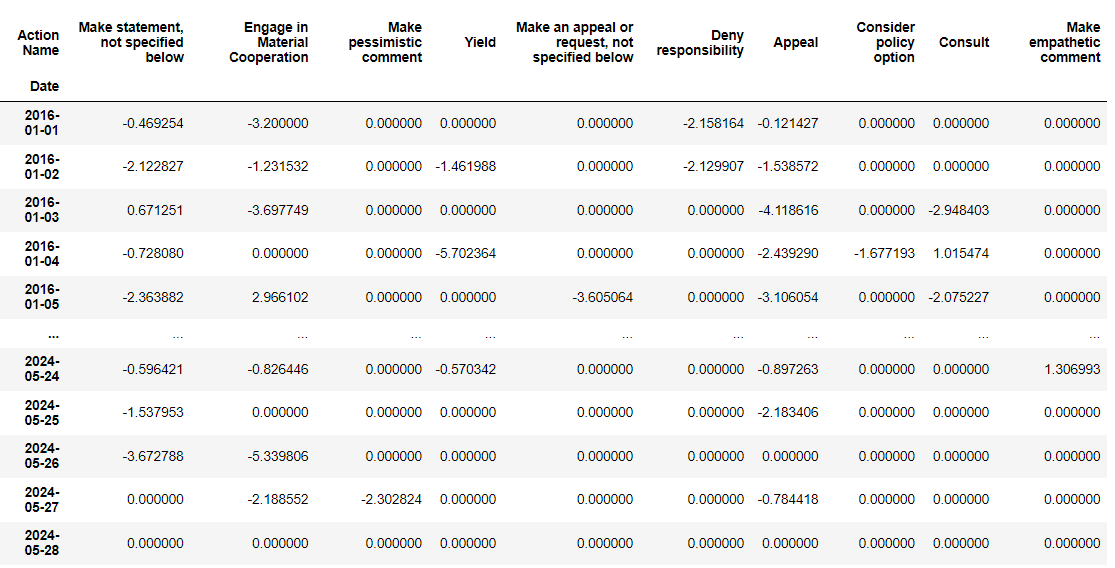 Action Name Make statement, not specified below Engage in Material Cooperation Make pessimistic comment Yield Make an appeal or request, not specified below Deny responsibility Appeal Consider policy option Consult Make empathetic comment
Date
2016-01-01 -0.469254 -3.200000 0.000000 0.000000 0.000000 -2.158164 -0.121427 0.000000 0.000000 0.000000
2016-01-02 -2.122827 -1.231532 0.000000 -1.461988 0.000000 -2.129907 -1.538572 0.000000 0.000000 0.000000
2016-01-03 0.671251 -3.697749 0.000000 0.000000 0.000000 0.000000 -4.118616 0.000000 -2.948403 0.000000
2016-01-04 -0.728080 0.000000 0.000000 -5.702364 0.000000 0.000000 -2.439290 -1.677193 1.015474 0.000000
2016-01-05 -2.363882 2.966102 0.000000 0.000000 -3.605064 0.000000 -3.106054 0.000000 -2.075227 0.000000
... ... ... ... ... ... ... ... ... ... ...
2024-05-24 -0.596421 -0.826446 0.000000 -0.570342 0.000000 0.000000 -0.897263 0.000000 0.000000 1.306993
2024-05-25 -1.537953 0.000000 0.000000 0.000000 0.000000 0.000000 -2.183406 0.000000 0.000000 0.000000
2024-05-26 -3.672788 -5.339806 0.000000 0.000000 0.000000 0.000000 0.000000 0.000000 0.000000 0.000000
2024-05-27 0.000000 -2.188552 -2.302824 0.000000 0.000000 0.000000 -0.784418 0.000000 0.000000 0.000000
2024-05-28 0.000000 0.000000 0.000000 0.000000 0.000000 0.000000 0.000000 0.000000 0.000000 0.000000